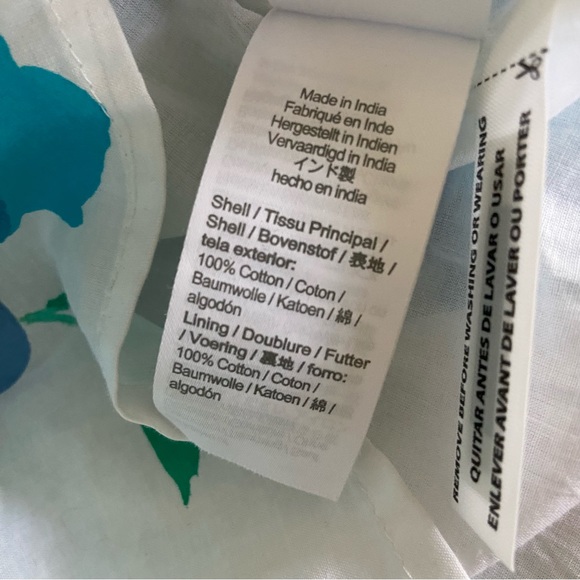 Made in India
Fabriqué en Inde
Hergestellt in Indien
Vervaardigd in India
インド製
hecho en india
Shell / Tissu Principal /
Shell / Bovenstof / 表地 /
tela exterior:
100% Cotton / Coton /
Baumwolle / Katoen / 綿 /
algodón
Lining / Doublure / Futter
/ Voering / 裏地 / forro:
100% Cotton / Coton /
Baumwolle / Katoen / 綿 /
algodón
REMOVE BEFORE WASHING OR WEARING
QUITAR ANTES DE LAVAR O USAR
ENLEVER AVANT DE LAVER OU PORTER